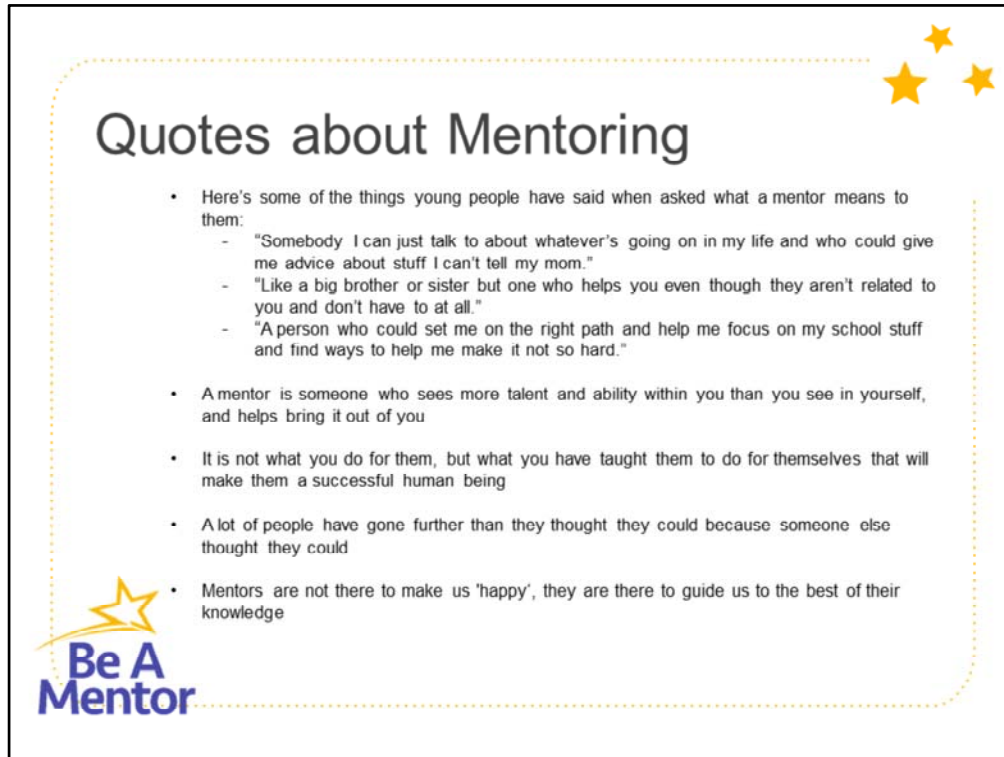 Quotes about Mentoring
• Here's some of the things young people have said when asked what a mentor means to
them:
- “Somebody I can just talk to about whatever's going on in my life and who could give
me advice about stuff I can't tell my mom.”
- “Like a big brother or sister but one who helps you even though they aren't related to
you and don't have to at all.”
- “A person who could set me on the right path and help me focus on my school stuff
and find ways to help me make it not so hard.”
• A mentor is someone who sees more talent and ability within you than you see in yourself,
and helps bring it out of you
• It is not what you do for them, but what you have taught them to do for themselves that will
make them a successful human being
• A lot of people have gone further than they thought they could because someone else
thought they could
• Mentors are not there to make us 'happy', they are there to guide us to the best of their
knowledge
Be A
Mentor